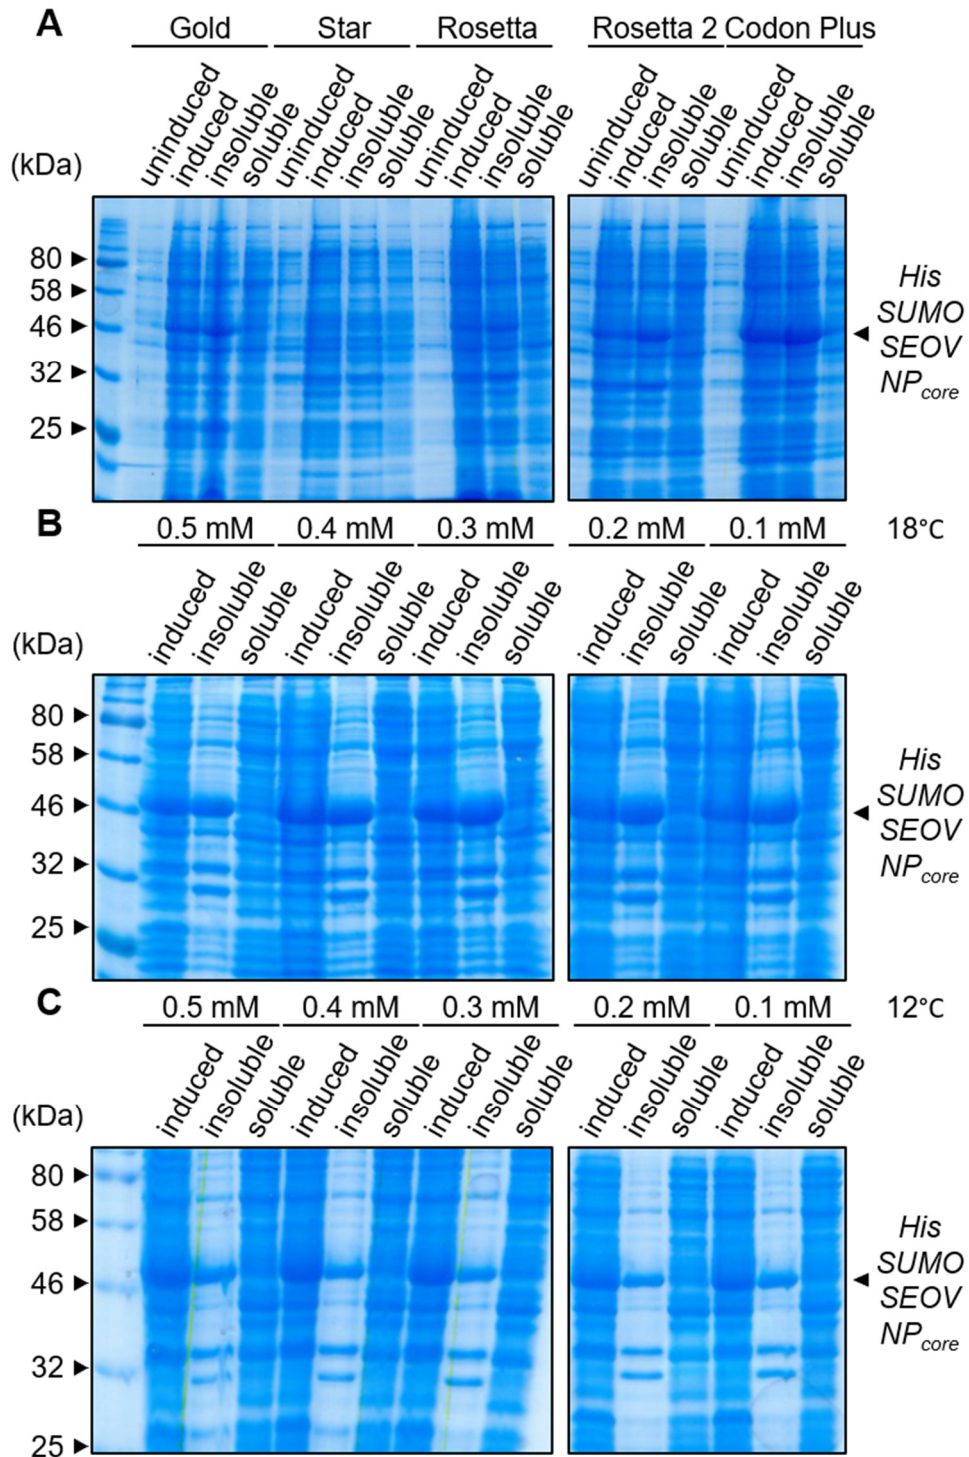 A
Gold Star Rosetta Rosetta 2 Codon Plus
uninduced induced insoluble soluble uninduced induced insoluble soluble uninduced induced insoluble soluble uninduced induced insoluble soluble uninduced induced insoluble soluble
(kDa)
80
58
46
32
25
His
SUMO
SEOV
NPcore
B
0.5 mM 0.4 mM 0.3 mM 0.2 mM 0.1 mM 18°C
induced insoluble soluble induced insoluble soluble induced insoluble soluble induced insoluble soluble induced insoluble soluble
(kDa)
80
58
46
32
25
His
SUMO
SEOV
NPcore
C
0.5 mM 0.4 mM 0.3 mM 0.2 mM 0.1 mM 12°C
induced insoluble soluble induced insoluble soluble induced insoluble soluble induced insoluble soluble induced insoluble soluble
(kDa)
80
58
46
32
25
His
SUMO
SEOV
NPcore